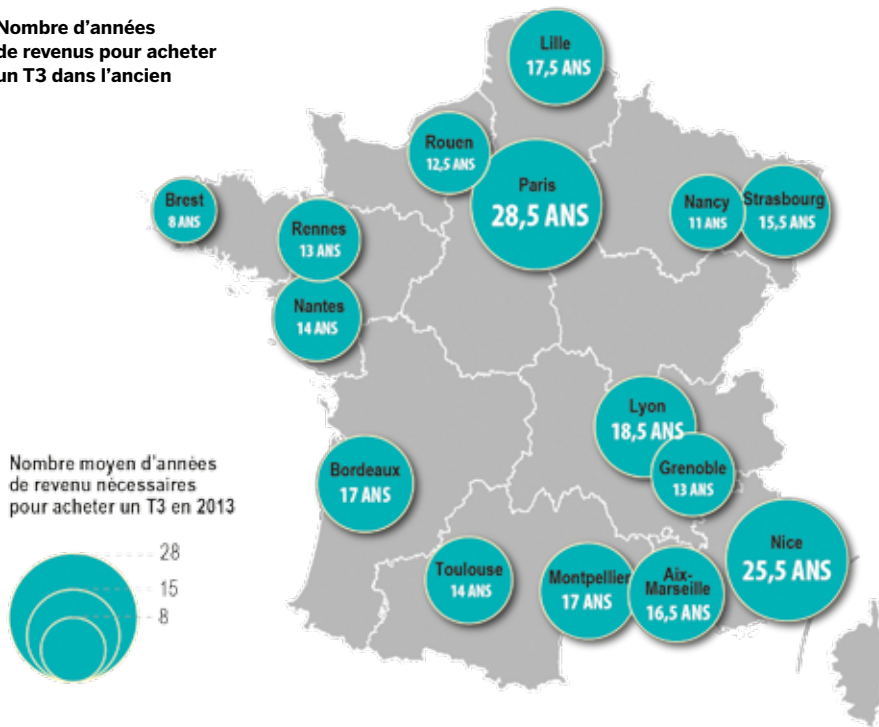 Nombre d’années
de revenus pour acheter
un T3 dans l’ancien
Lille
17,5 ANS
Rouen
12,5 ANS
Paris
28,5 ANS
Brest
8 ANS
Rennes
13 ANS
Nantes
14 ANS
Nancy
11 ANS
Strasbourg
15,5 ANS
Lyon
18,5 ANS
Grenoble
13 ANS
Bordeaux
17 ANS
Toulouse
14 ANS
Montpellier
17 ANS
Aix-
Marseille
16,5 ANS
Nice
25,5 ANS
Nombre moyen d'années
de revenu nécessaires
pour acheter un T3 en 2013
28
15
8